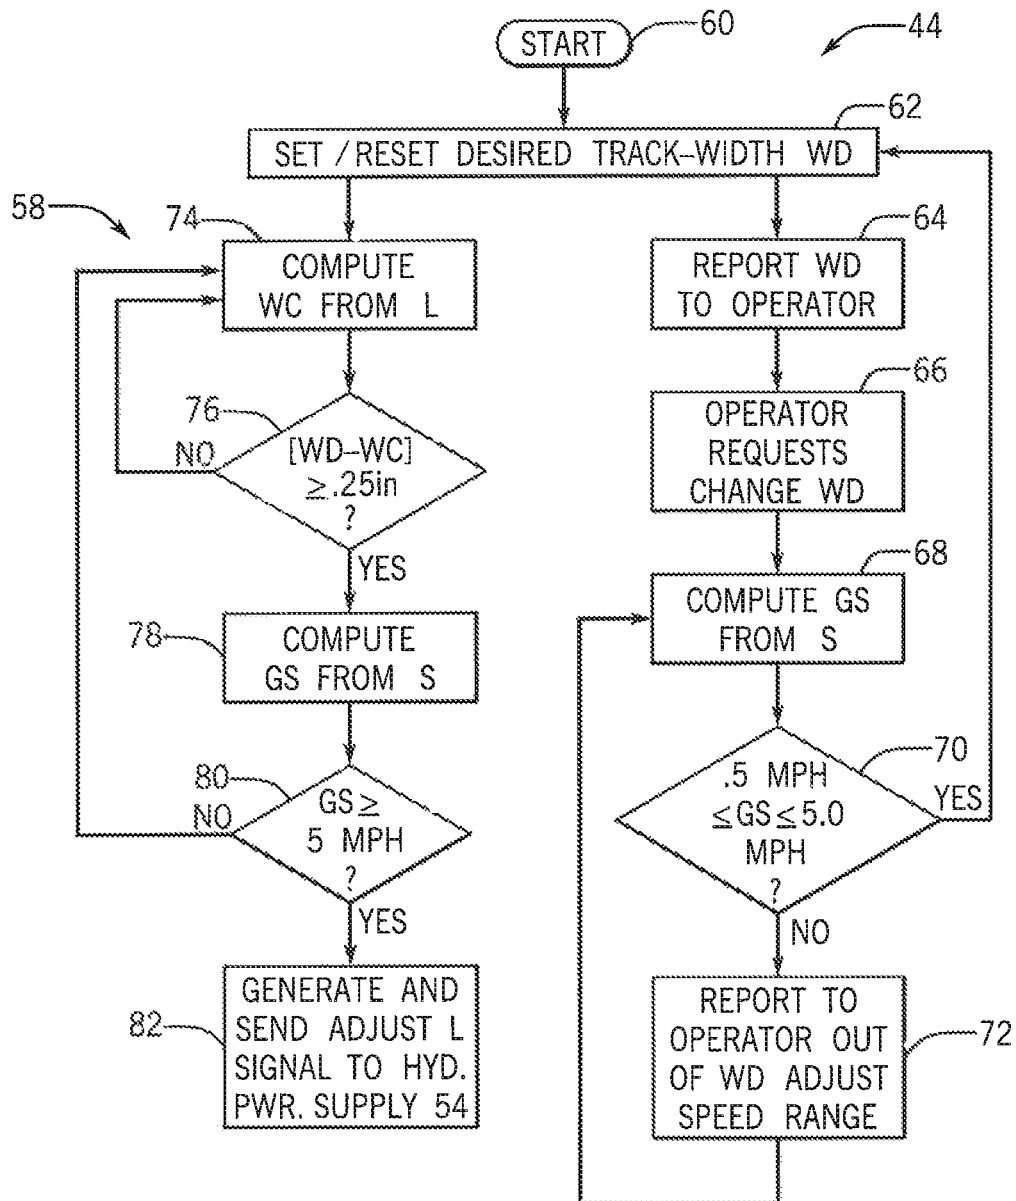 START
60
44
62
SET / RESET DESIRED TRACK-WIDTH WD
58
74
COMPUTE
WC FROM L
64
REPORT WD
TO OPERATOR
76
NO
[WD-WC]
≥.25in
?
YES
66
OPERATOR
REQUESTS
CHANGE WD
78
COMPUTE
GS FROM S
68
COMPUTE GS
FROM S
80
NO
GS≥
5 MPH
?
YES
70
.5 MPH
≤GS≤5.0
MPH
?
YES
NO
82
GENERATE AND
SEND ADJUST L
SIGNAL TO HYD.
PWR. SUPPLY 54
72
REPORT TO
OPERATOR OUT
OF WD ADJUST
SPEED RANGE